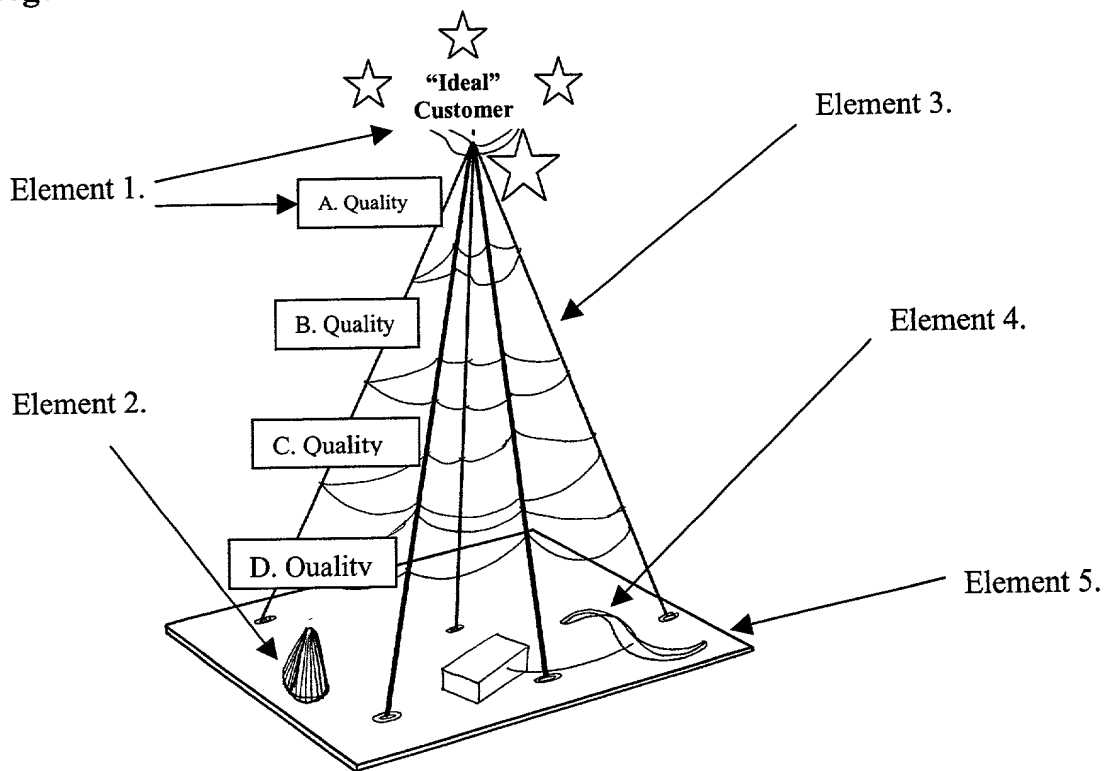 “Ideal”
Customer
Element 3.
Element 1.
A. Quality
B. Quality
Element 4.
Element 2.
C. Quality
D. Quality
Element 5.